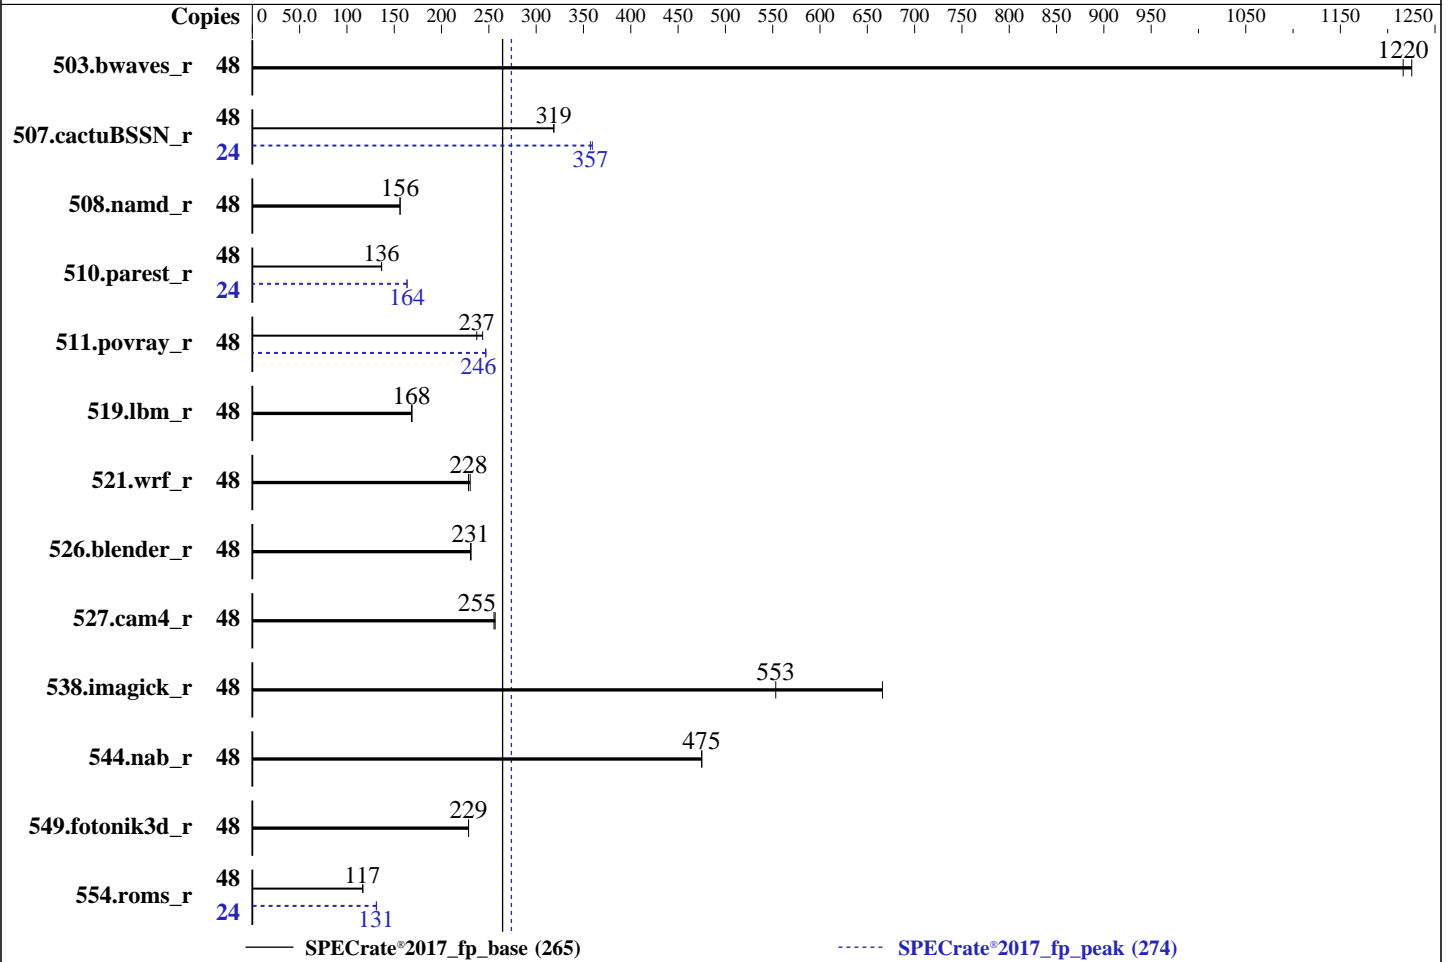 Copies 0 50.0 100 150 200 250 300 350 400 450 500 550 600 650 700 750 800 850 900 950 1050 1150 1250
503.bwaves_r 48 1220
507.cactuBSSN_r 48 319
24 357
508.namd_r 48 156
510.parest_r 48 136
24 164
511.povray_r 48 237
246
519.lbm_r 48 168
521.wrf_r 48 228
526.blender_r 48 231
527.cam4_r 48 255
538.imagick_r 48 553
544.nab_r 48 475
549.fotonik3d_r 48 229
554.roms_r 48 117
24 131
SPECrate®2017_fp_base (265) SPECrate®2017_fp_peak (274)